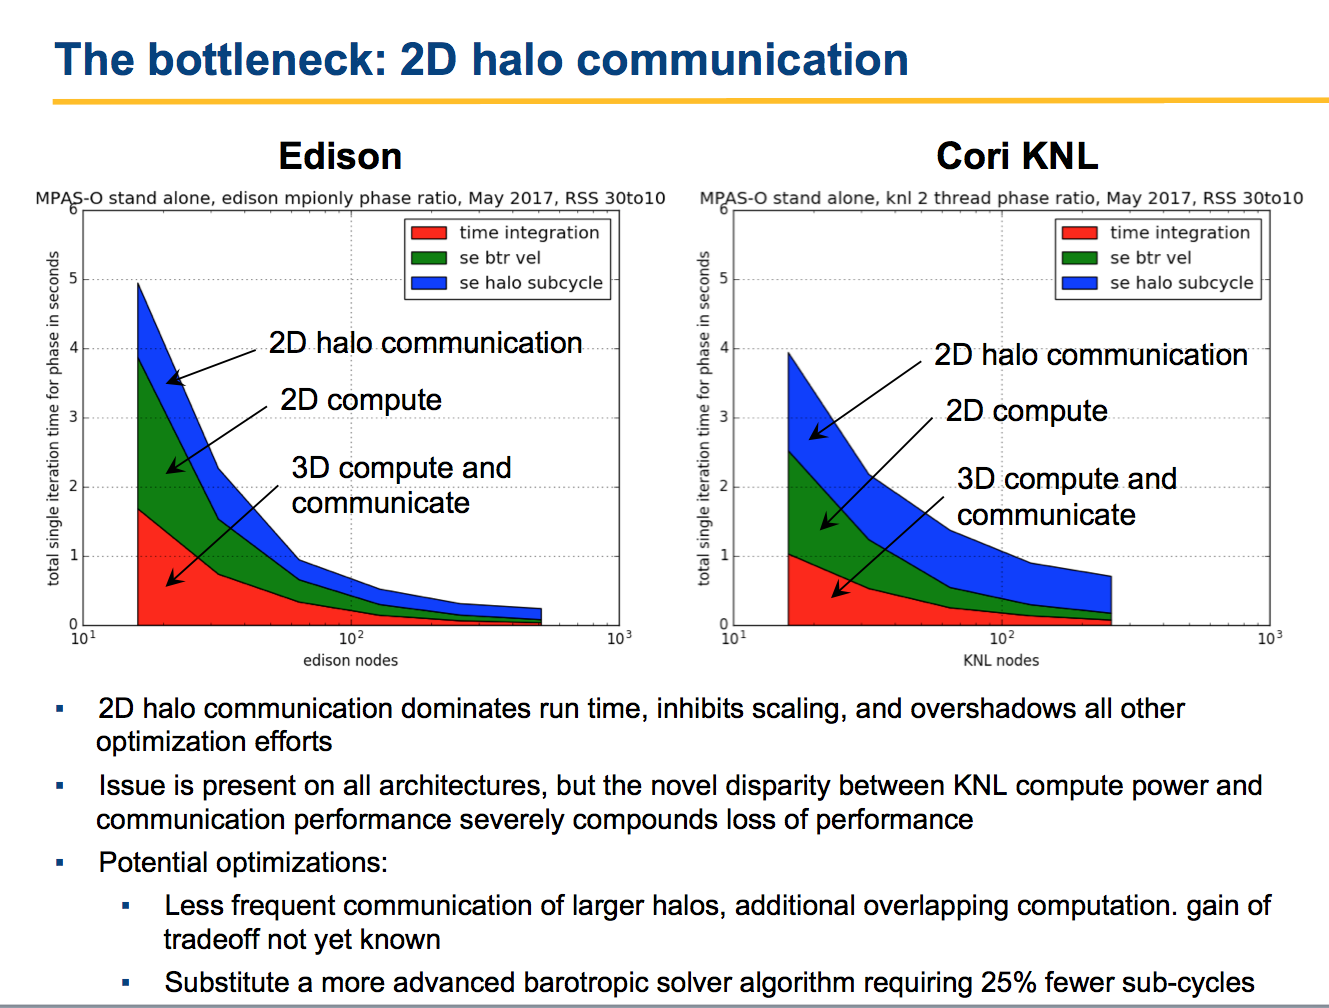 The bottleneck: 2D halo communication
Edison
MPAS-O stand alone, edison mpionly phase ratio, May 2017, RSS 30to10
total single iteration time for phase in seconds
6
5
4
3
2
1
0
time integration
se btr vel
se halo subcycle
2D halo communication
2D compute
3D compute and
communicate
10¹
10²
10³
edison nodes
Cori KNL
MPAS-O stand alone, knl 2 thread phase ratio, May 2017, RSS 30to10
total single iteration time for phase in seconds
6
5
4
3
2
1
0
time integration
se btr vel
se halo subcycle
2D halo communication
2D compute
3D compute and
communicate
10¹
10²
10³
KNL nodes
▪ 2D halo communication dominates run time, inhibits scaling, and overshadows all other
optimization efforts
▪ Issue is present on all architectures, but the novel disparity between KNL compute power and
communication performance severely compounds loss of performance
▪ Potential optimizations:
▪ Less frequent communication of larger halos, additional overlapping computation. gain of
tradeoff not yet known
▪ Substitute a more advanced barotropic solver algorithm requiring 25% fewer sub-cycles